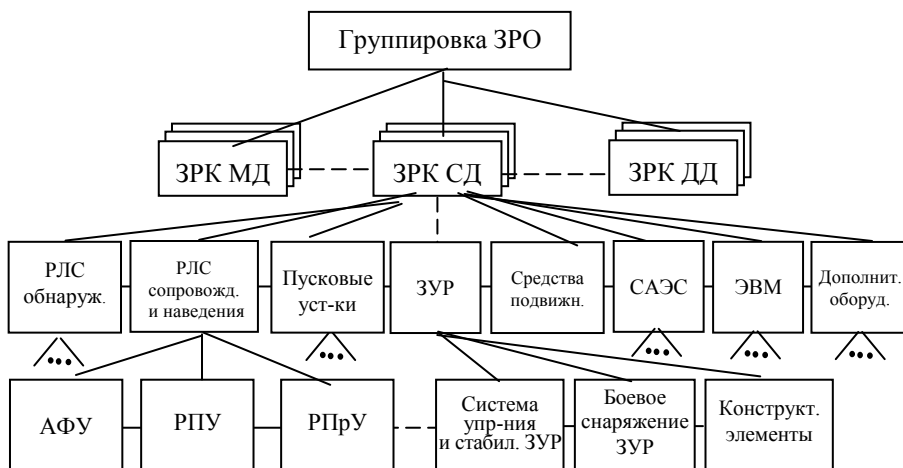 Группировка ЗРО
ЗРК МД
ЗРК СД
ЗРК ДД
РЛС
обнаруж.
РЛС
сопровожд.
и наведения
Пусковые
уст-ки
ЗУР
Средства
подвижн.
САЭС
ЭВМ
Дополнит.
оборуд.
...
...
...
...
...
АФУ
РПУ
РПрУ
Система
упр-ния
и стабил. ЗУР
Боевое
снаряжение
ЗУР
Конструкт.
элементы